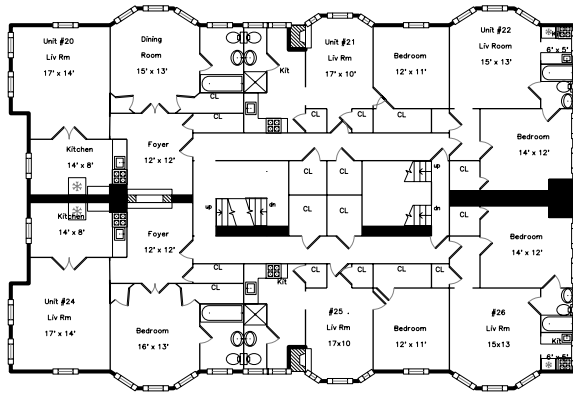 Unit #20
Liv Rm
17' x 14'
Dining
Room
15' x 13'
Kit
Unit #21
Liv Rm
17' x 10'
Bedroom
12' x 11'
Unit #22
Liv Room
15' x 13'
Kit
6' x 5'
CL
CL
CL
CL
CL
Kitchen
14' x 8'
Foyer
12' x 12'
Bedroom
14' x 12'
CL
CL
CL
up
up
dn
dn
CL
CL
CL
Kitchen
14' x 8'
Foyer
12' x 12'
Bedroom
14' x 12'
CL
CL
CL
CL
CL
CL
Kit
Unit #24
Liv Rm
17' x 14'
Bedroom
16' x 13'
#25
Liv Rm
17x10
Bedroom
12' x 11'
#26
Liv Rm
15x13
Kit